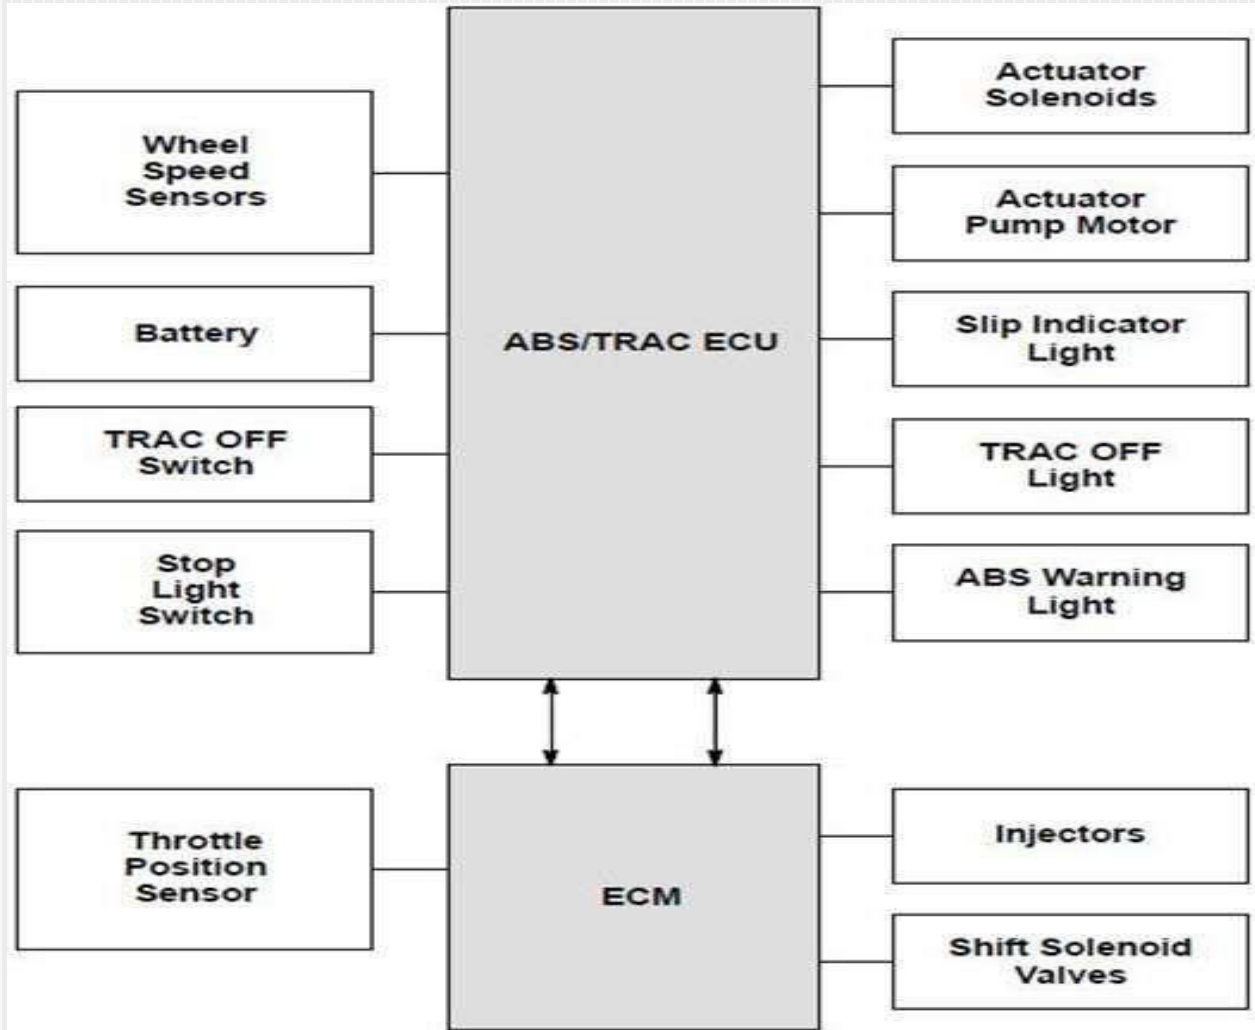 Wheel
Speed
Sensors
Battery
TRAC OFF
Switch
Stop
Light
Switch
ABS/TRAC ECU
Actuator
Solenoids
Actuator
Pump Motor
Slip Indicator
Light
TRAC OFF
Light
ABS Warning
Light
Throttle
Position
Sensor
ECM
Injectors
Shift Solenoid
Valves